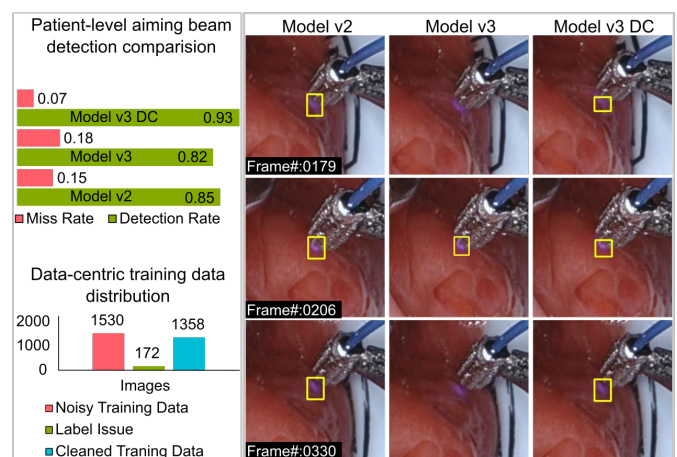 Patient-level aiming beam
detection comparision
0.07
Model v3 DC 0.93
0.18
Model v3 0.82
0.15
Model v2 0.85
Miss Rate Detection Rate
Data-centric training data
distribution
2000
1000
0
1530
172
1358
Images
Noisy Training Data
Label Issue
Cleaned Traning Data
Model v2 Model v3 Model v3 DC
Frame#:0179
Frame#:0206
Frame#:0330